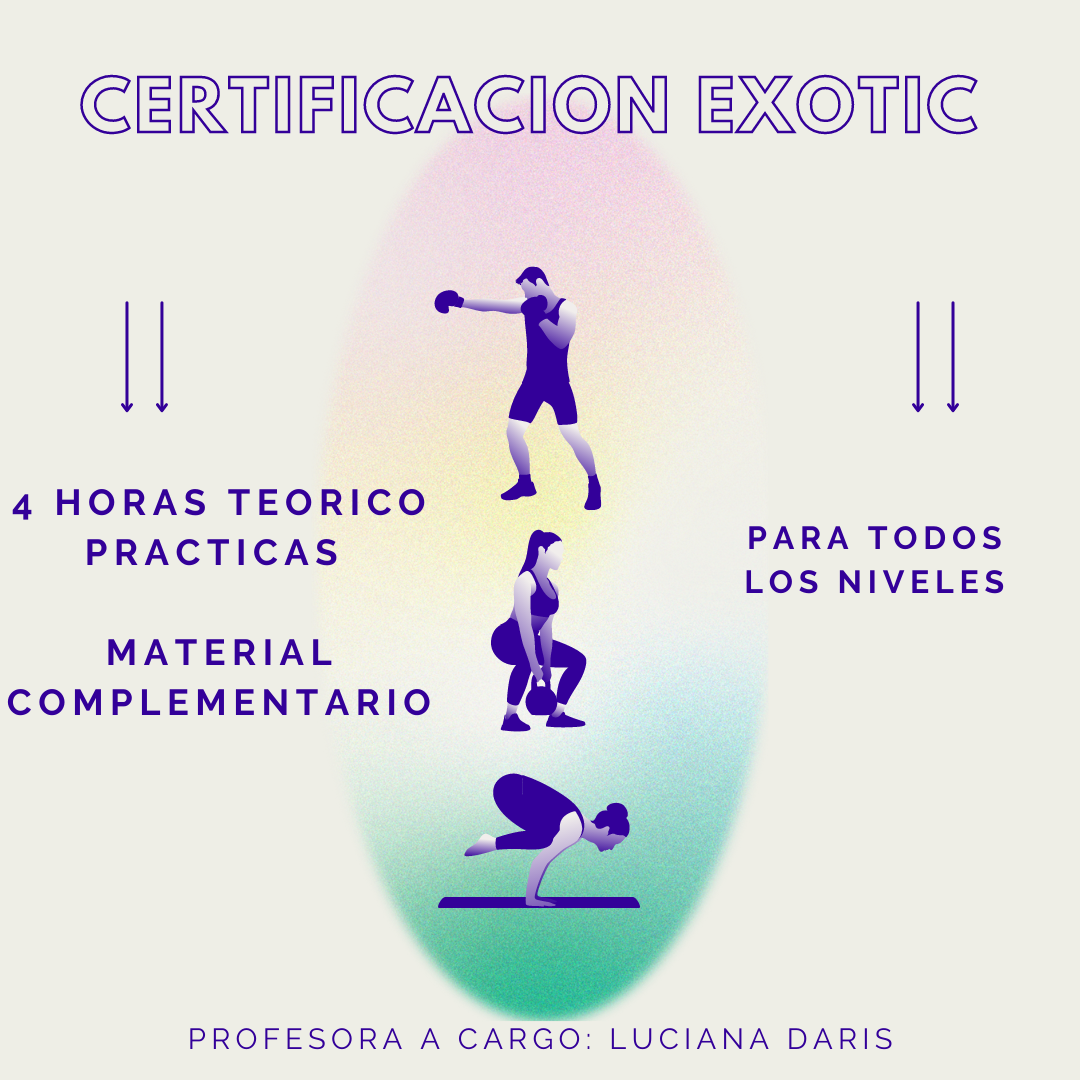 CERTIFICACION EXOTIC
4 HORAS TEORICO
PRACTICAS
MATERIAL
COMPLEMENTARIO
PARA TODOS
LOS NIVELES
PROFESORA A CARGO: LUCIANA DARIS